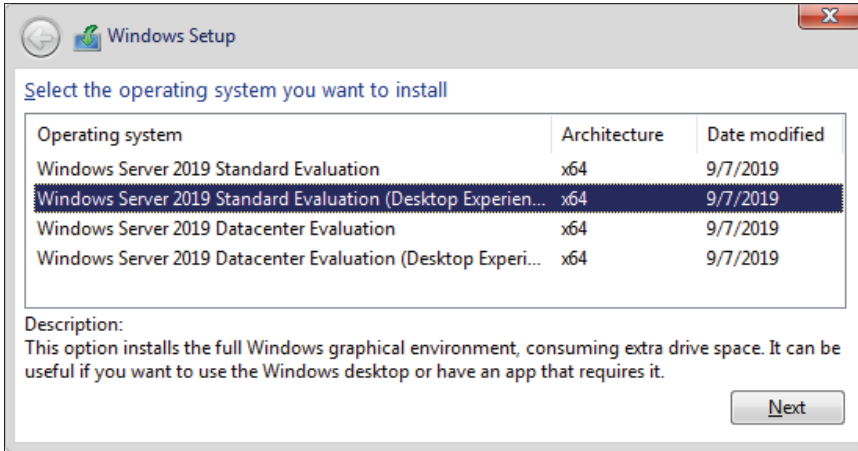 Windows Setup
Select the operating system you want to install
Operating system Architecture Date modified
Windows Server 2019 Standard Evaluation x64 9/7/2019
Windows Server 2019 Standard Evaluation (Desktop Experien... x64 9/7/2019
Windows Server 2019 Datacenter Evaluation x64 9/7/2019
Windows Server 2019 Datacenter Evaluation (Desktop Experi... x64 9/7/2019
Description:
This option installs the full Windows graphical environment, consuming extra drive space. It can be
useful if you want to use the Windows desktop or have an app that requires it.
Next